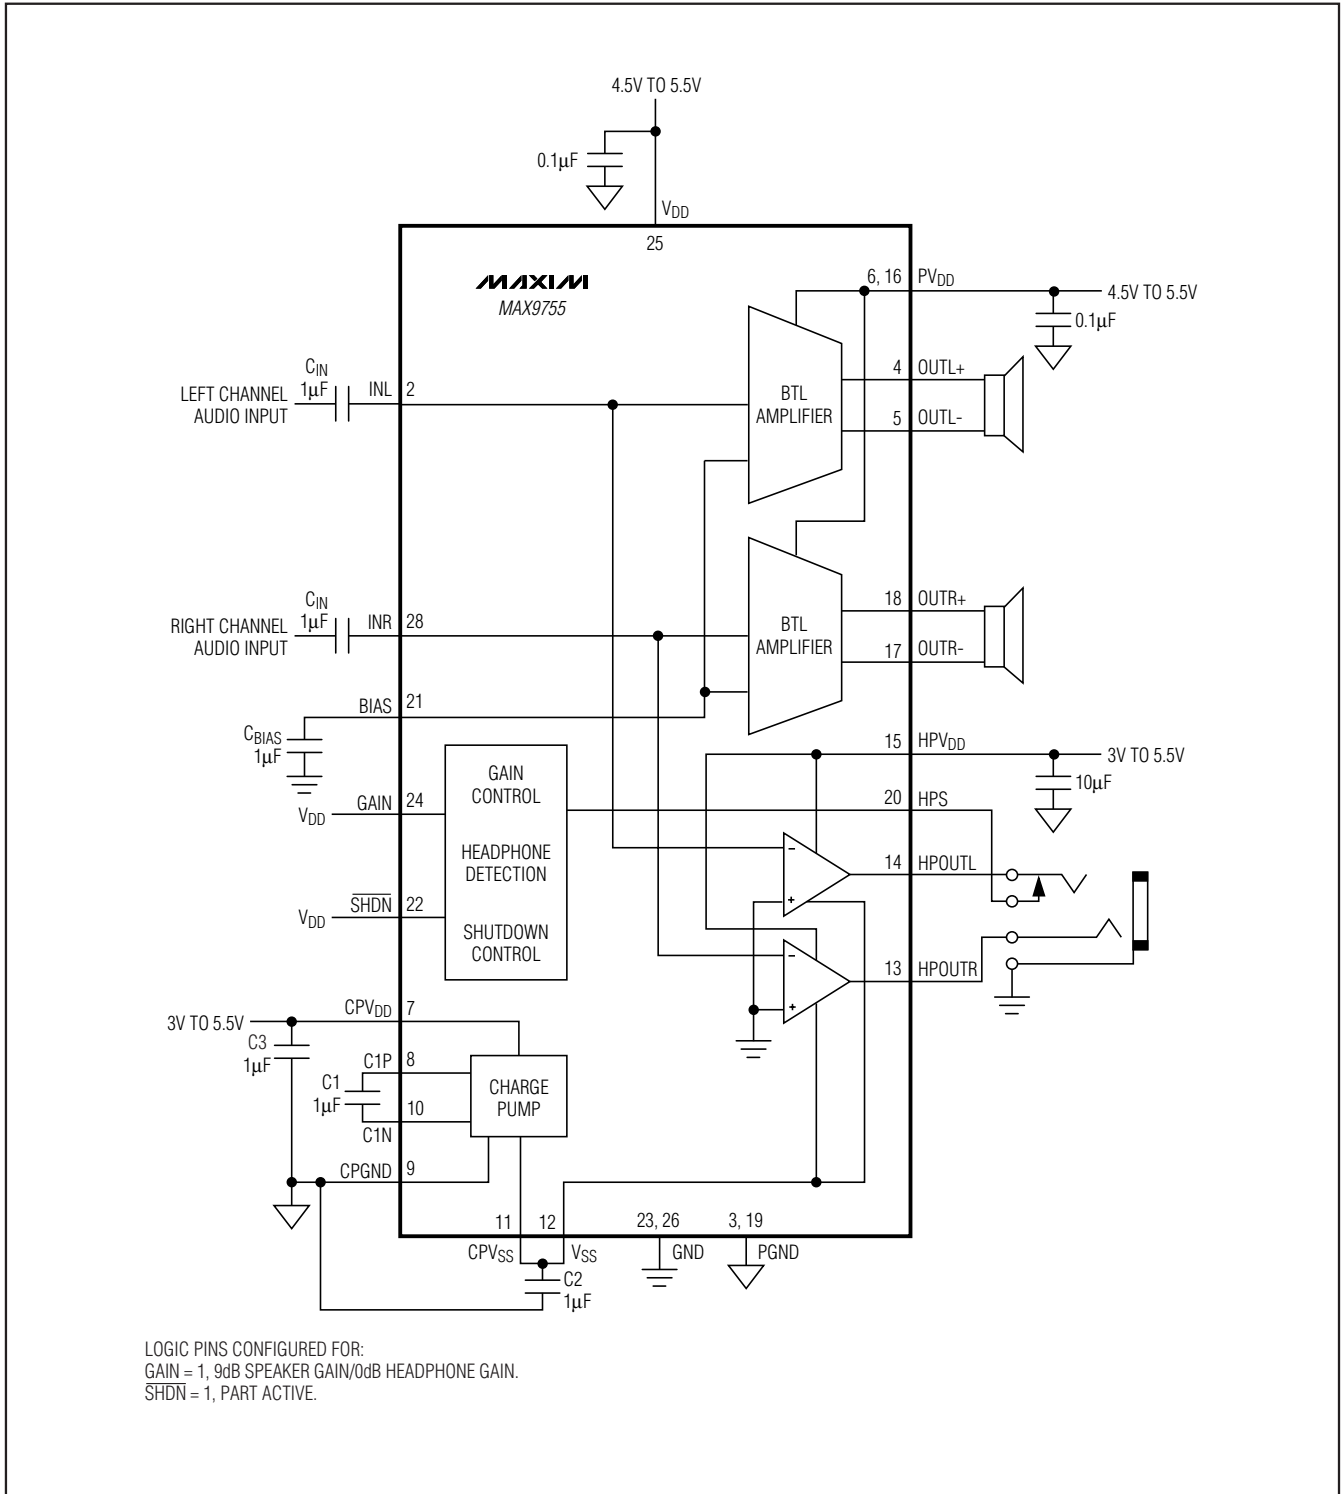 4.5V TO 5.5V
0.1μF
VDD
25
MAXIM
MAX9755
6, 16
PVDD
4.5V TO 5.5V
0.1μF
LEFT CHANNEL
AUDIO INPUT
CIN
1μF
INL
2
BTL
AMPLIFIER
4
OUTL+
5
OUTL-
RIGHT CHANNEL
AUDIO INPUT
CIN
1μF
INR
28
BTL
AMPLIFIER
18
OUTR+
17
OUTR-
BIAS
21
CBIAS
1μF
15
HPVDD
3V TO 5.5V
10μF
GAIN
CONTROL
HEADPHONE
DETECTION
SHUTDOWN
CONTROL
VDD
GAIN
24
20
HPS
VDD
SHDN
22
−
+
14
HPOUTL
−
+
13
HPOUTR
3V TO 5.5V
CPVDD
7
C3
1μF
C1P
8
C1
1μF
10
C1N
CHARGE
PUMP
CPGND
9
11
12
23, 26
3, 19
CPVSS
VSS
GND
PGND
C2
1μF
LOGIC PINS CONFIGURED FOR:
GAIN = 1, 9dB SPEAKER GAIN/0dB HEADPHONE GAIN.
SHDN = 1, PART ACTIVE.